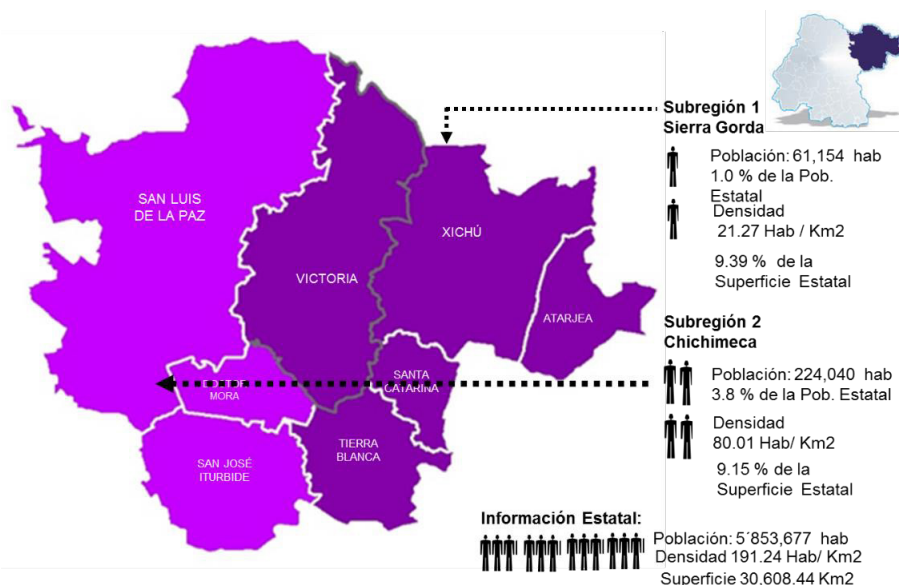 SAN LUIS
DE LA PAZ
VICTORIA
XICHÚ
ATARJEA
DOCTOR
MORA
SANTA
CATARINA
SAN JOSÉ
ITURBIDE
TIERRA
BLANCA
Subregión 1
Sierra Gorda
Población: 61,154 hab
1.0 % de la Pob.
Estatal
Densidad
21.27 Hab / Km2
9.39 % de la
Superficie Estatal
Subregión 2
Chichimeca
Población: 224,040 hab
3.8 % de la Pob. Estatal
Densidad
80.01 Hab/ Km2
9.15 % de la
Superficie Estatal
Información Estatal:
Población: 5´853,677 hab
Densidad 191.24 Hab/ Km2
Superficie 30,608.44 Km2